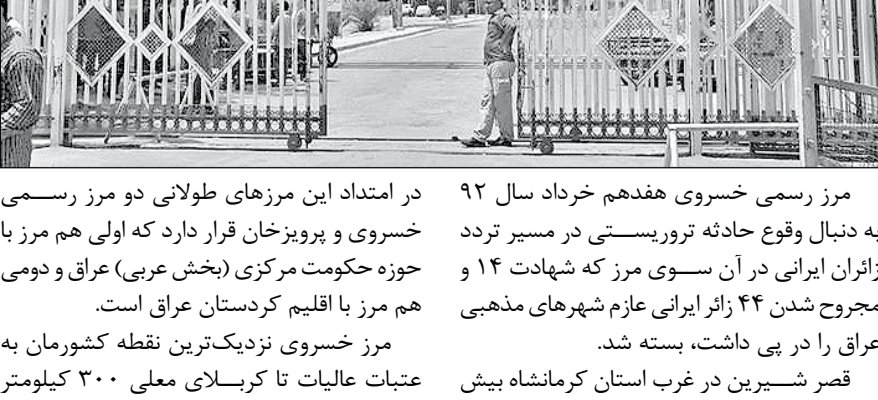 مرز رسمی خسروی هفدهم خرداد سال ۹۲
به دنبال وقوع حادثه تروریستی در مسیر تردد
زائران ایرانی در آن سوی مرز که شهادت ۱۴ و
مجروح شدن ۴۴ زائر ایرانی عازم شهرهای مذهبی
عراق را در پی داشت، بسته شد.
قصر شیرین در غرب استان کرمانشاه بیش
در امتداد این مرزهای طولانی دو مرز رسمی
خسروی و پرویزخان قرار دارد که اولی هم مرز با
حوزه حکومت مرکزی (بخش عربی) عراق و دومی
هم مرز با اقلیم کردستان عراق است.
مرز خسروی نزدیک‌ترین نقطه کشورمان به
عتبات عالیات تا کربلای معلی ۳۰۰ کیلومتر